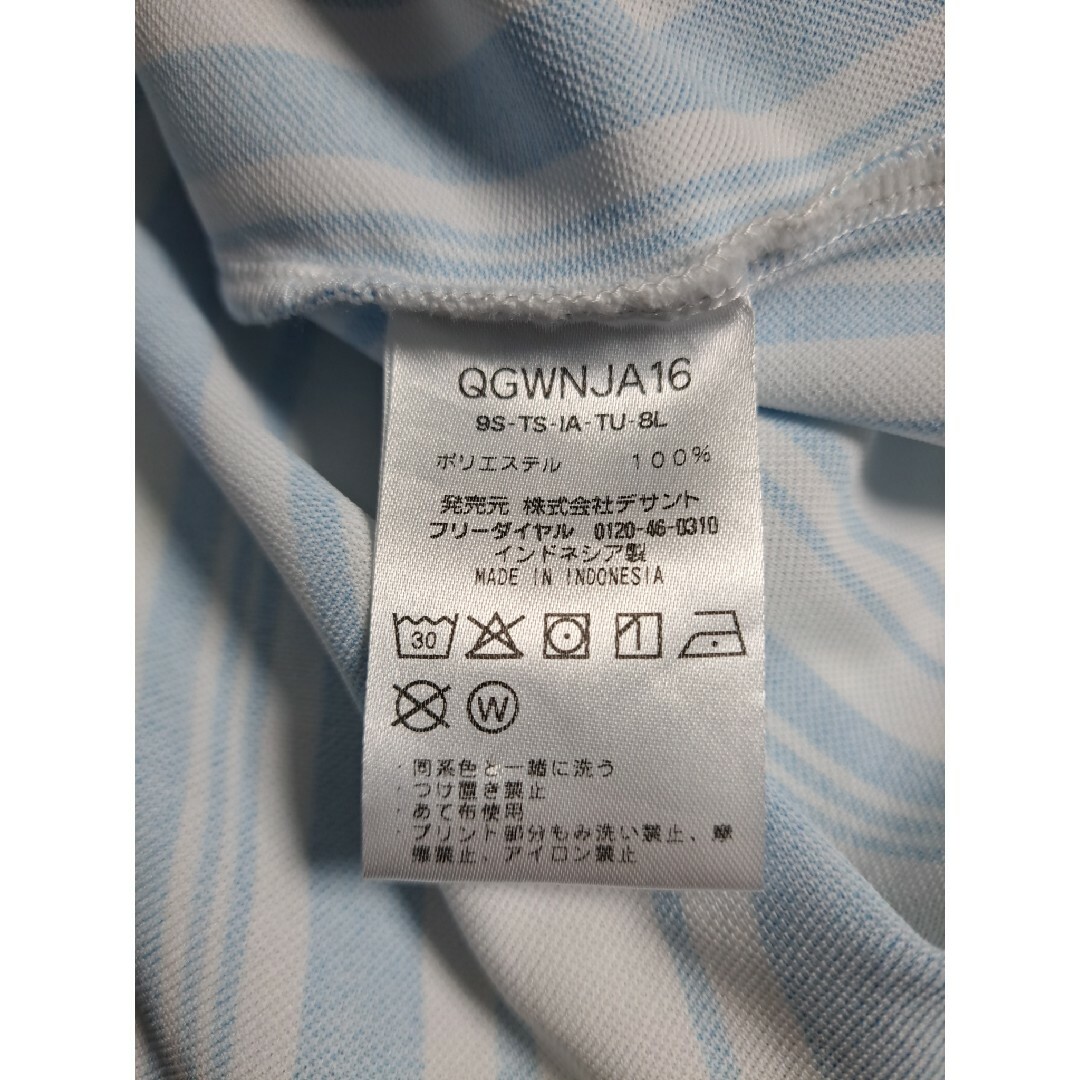 QGWNJA16
9S-TS-IA-TU-8L
ポリエステル 100%
発売元 株式会社デサント
フリーダイヤル 0120-46-0310
インドネシア製
MADE IN INDONESIA
30
W
・同系色と一緒に洗う
・つけ置き禁止
・あて布使用
・プリント部分もみ洗い禁止、摩
擦禁止、アイロン禁止